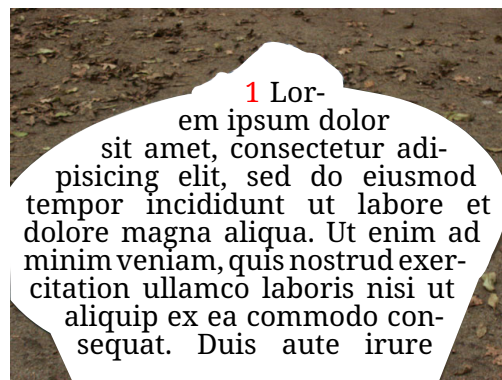 1 Lor-
em ipsum dolor
sit amet, consectetur adi-
pisicing elit, sed do eiusmod
tempor incididunt ut labore et
dolore magna aliqua. Ut enim ad
minim veniam, quis nostrud exer-
citation ullamco laboris nisi ut
aliquip ex ea commodo con-
sequat. Duis aute irure